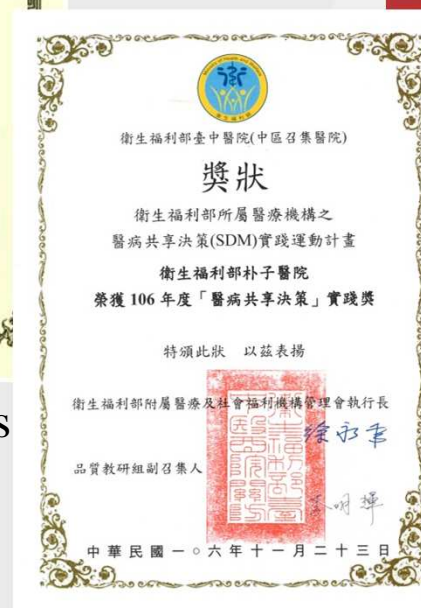 衛生福利部臺中醫院(中區召集醫院)
獎狀
衛生福利部所屬醫療機構之
醫病共享決策(SDM)實踐運動計畫
衛生福利部朴子醫院
榮獲 106 年度「醫病共享決策」實踐獎
特頒此狀 以茲表揚
衛生福利部附屬醫療及社會福利機構管理會執行長
品質教研組副召集人
中華民國一○六年十一月二十三日
S